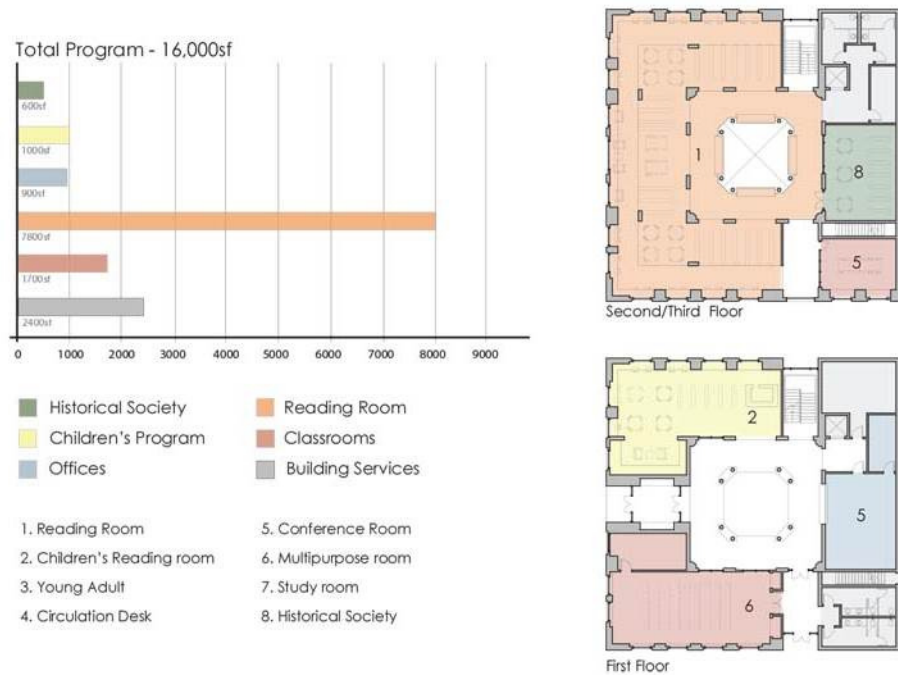 Total Program - 16,000sf
600sf
1000sf
900sf
7800sf
1700sf
2400sf
0 1000 2000 3000 4000 5000 6000 7000 8000 9000
Historical Society
Children's Program
Offices
Reading Room
Classrooms
Building Services
1. Reading Room
2. Children's Reading room
3. Young Adult
4. Circulation Desk
5. Conference Room
6. Multipurpose room
7. Study room
8. Historical Society
1
8
5
Second/Third Floor
2
5
6
First Floor